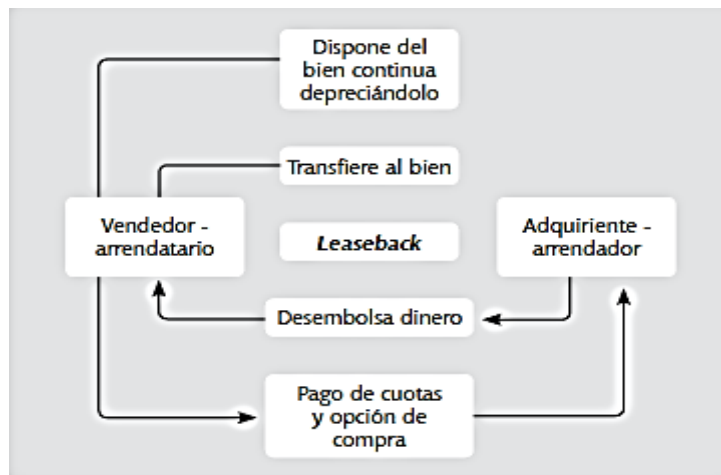 Dispone del
bien continua
depreciándolo
Transfiere al bien
Vendedor -
arrendatario
Leaseback
Adquiriente -
arrendador
Desembolsa dinero
Pago de cuotas
y opción de
compra